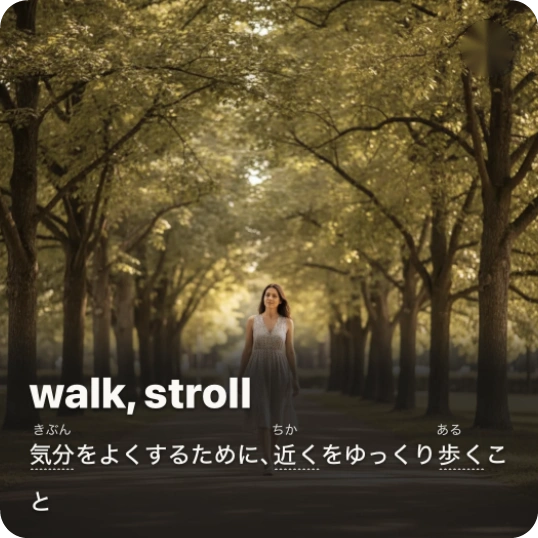 walk, stroll
きぶん ちか ある
気分をよくするために、近くをゆっくり歩くこ
と